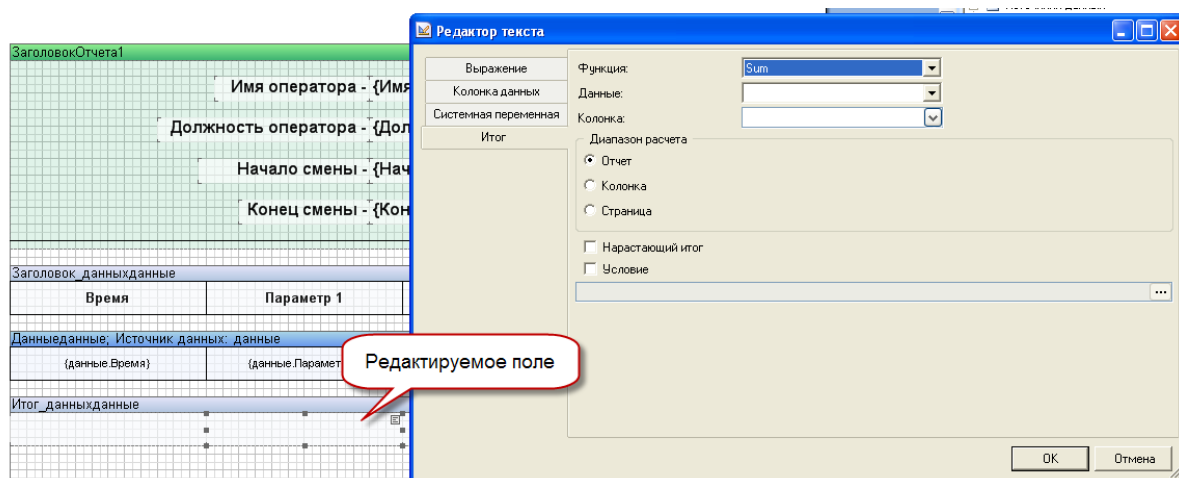 Редактор текста
ЗаголовокОтчета1
Имя оператора - {Имя
Должность оператора - {Дол
Начало смены - {Нач
Конец смены - {Кон
Заголовок_данныхданные
Время Параметр 1
Данныеданные; Источник данных: данные
{данные.Время} {данные.Парамет
Редактируемое поле
Итог_данныхданные
Выражение
Колонка данных
Системная переменная
Итог
Функция: Sum
Данные:
Колонка:
Диапазон расчета
Отчет
Колонка
Страница
Нарастающий итог
Условие
...
OK Отмена